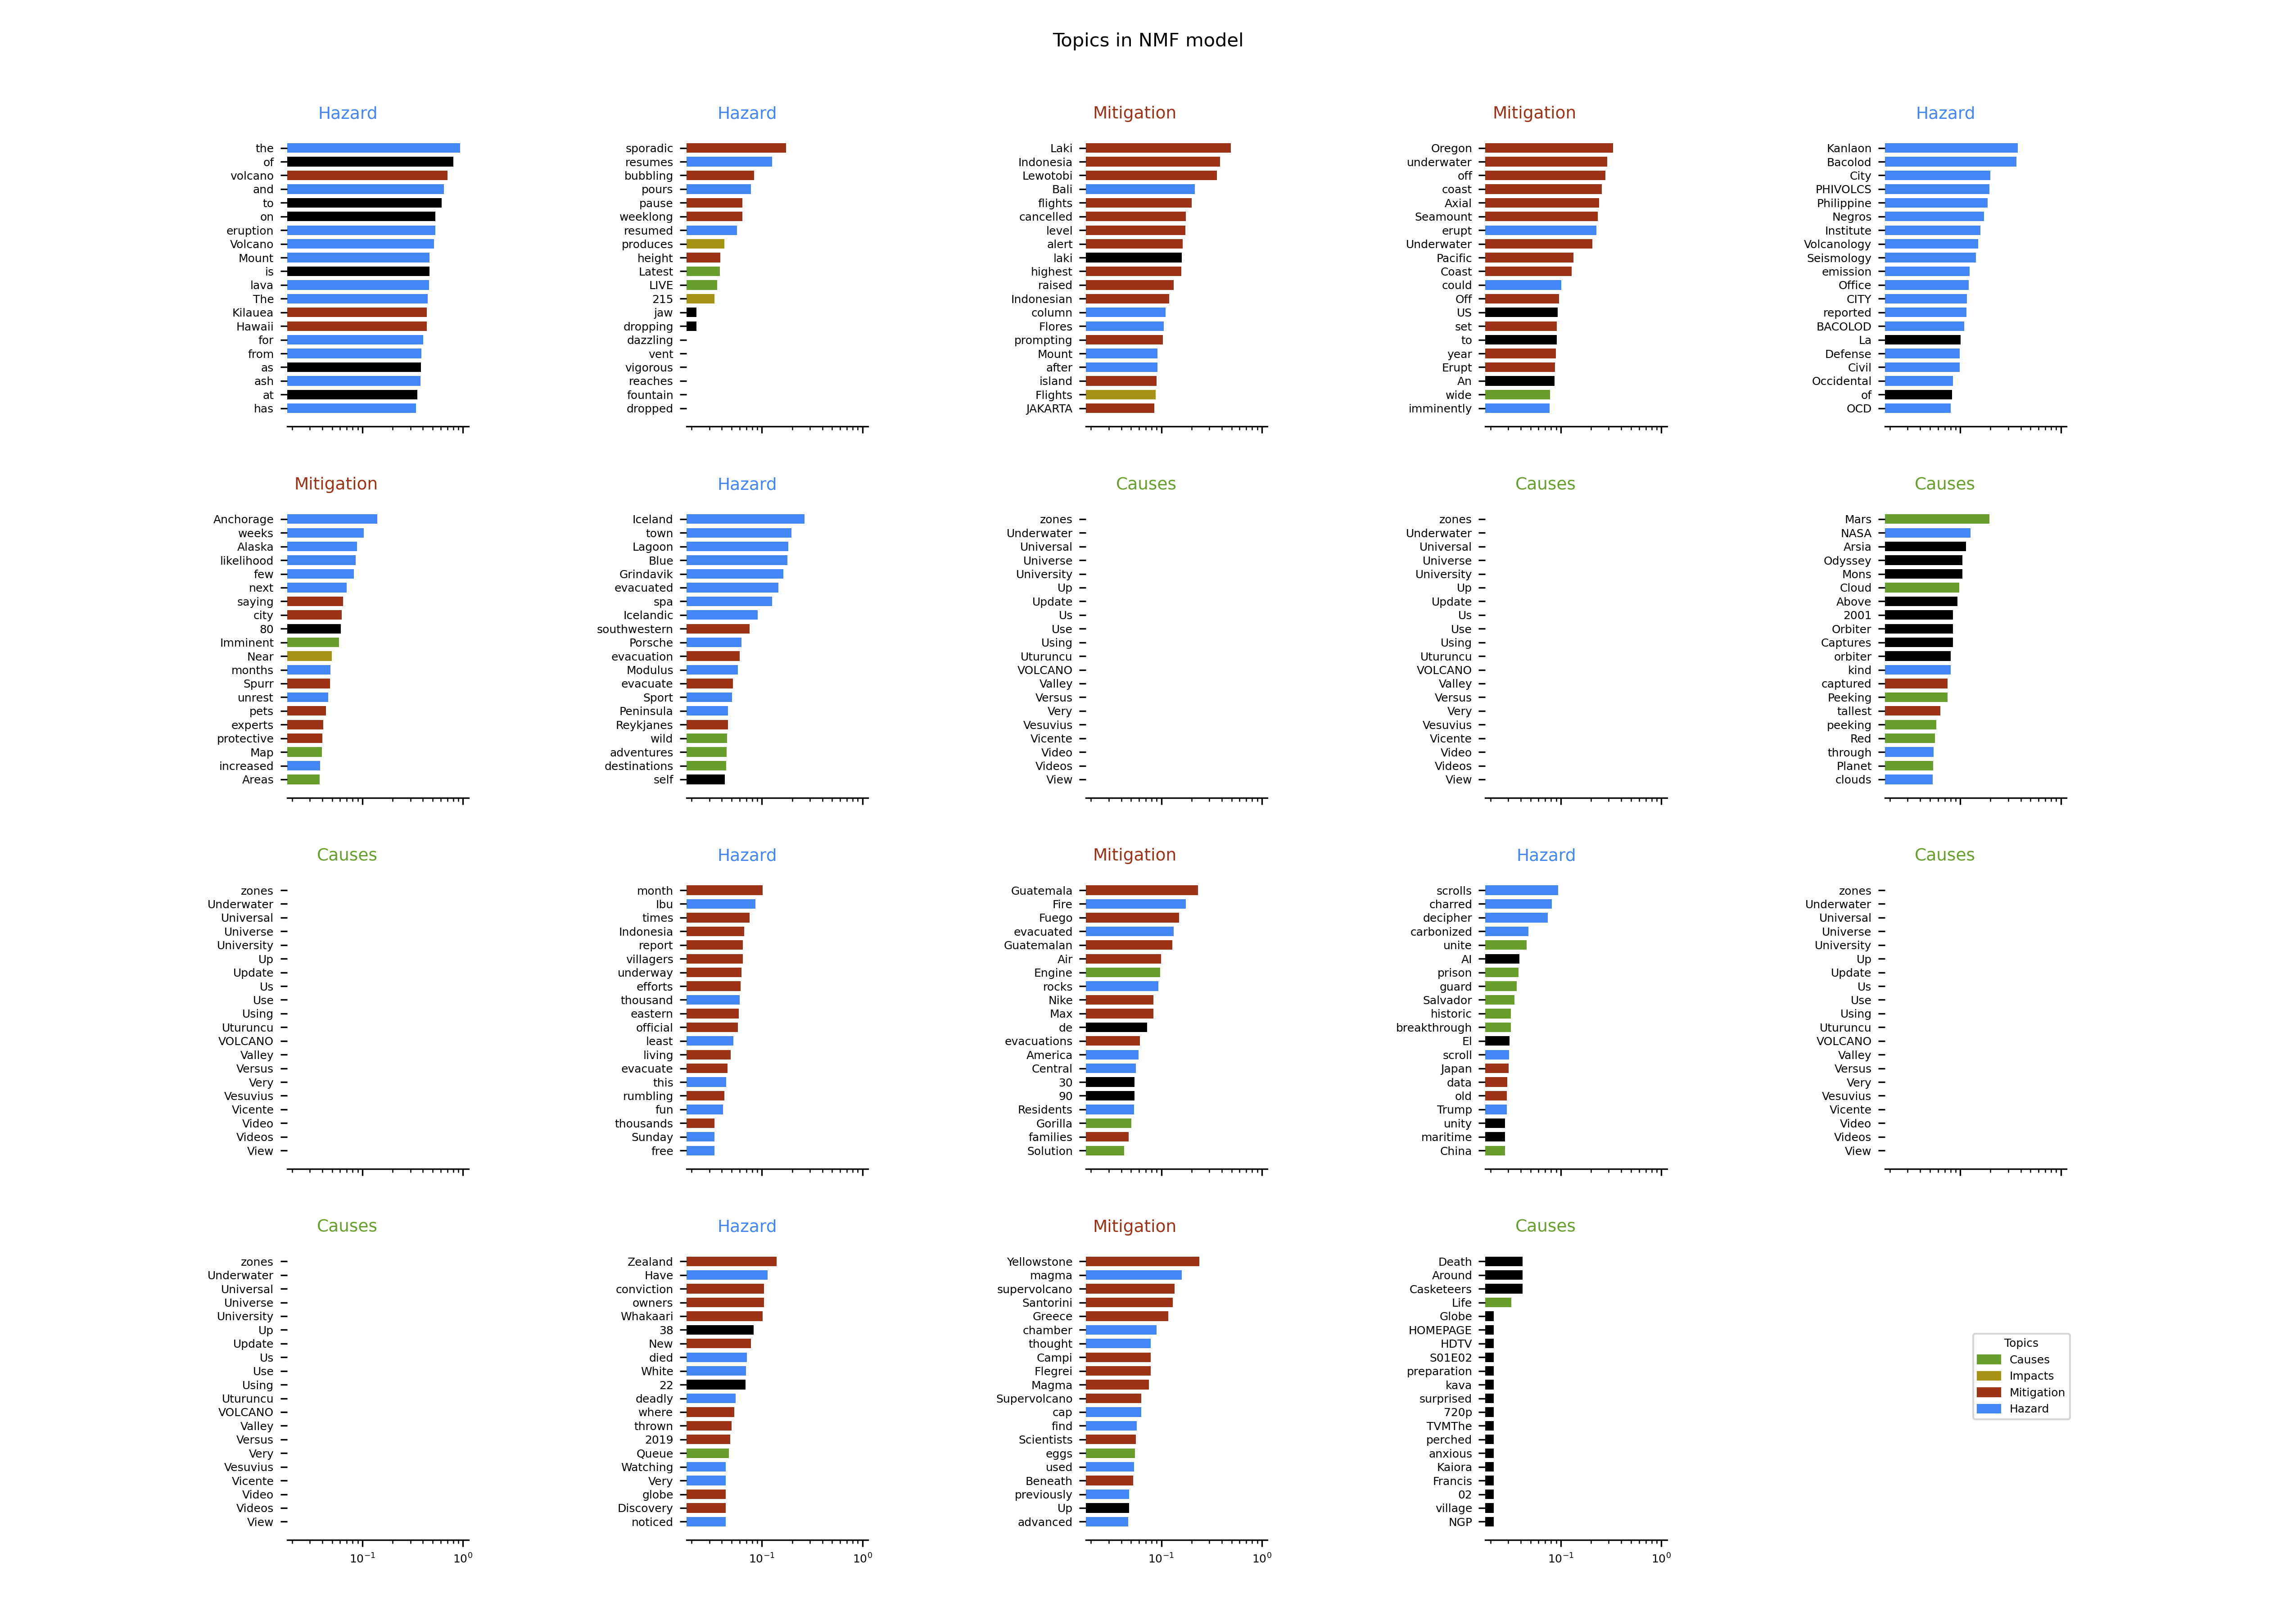 Topics in NMF model
Hazard
the
of
volcano
and
to
on
eruption
Volcano
Mount
is
lava
The
Kilauea
Hawaii
for
from
as
ash
at
has
Hazard
sporadic
resumes
bubbling
pours
pause
weeklong
resumed
produces
height
Latest
LIVE
215
jaw
dropping
dazzling
vent
vigorous
reaches
fountain
dropped
Mitigation
Laki
Indonesia
Lewotobi
Bali
flights
cancelled
level
alert
laki
highest
raised
Indonesian
column
Flores
prompting
Mount
after
island
Flights
JAKARTA
Mitigation
Oregon
underwater
off
coast
Axial
Seamount
erupt
Underwater
Pacific
Coast
could
Off
US
set
to
year
Erupt
An
wide
imminently
Hazard
Kanlaon
Bacolod
City
PHIVOLCS
Philippine
Negros
Institute
Volcanology
Seismology
emission
Office
CITY
reported
BACOLOD
La
Defense
Civil
Occidental
of
OCD
Mitigation
Anchorage
weeks
Alaska
likelihood
few
next
saying
city
80
Imminent
Near
months
Spurr
unrest
pets
experts
protective
Map
increased
Areas
Hazard
Iceland
town
Lagoon
Blue
Grindavik
evacuated
spa
Icelandic
southwestern
Porsche
evacuation
Modulus
evacuate
Sport
Peninsula
Reykjanes
wild
adventures
destinations
self
Causes
zones
Underwater
Universal
Universe
University
Up
Update
Us
Use
Using
Uturuncu
VOLCANO
Valley
Versus
Very
Vesuvius
Vicente
Video
Videos
View
Causes
zones
Underwater
Universal
Universe
University
Up
Update
Us
Use
Using
Uturuncu
VOLCANO
Valley
Versus
Very
Vesuvius
Vicente
Video
Videos
View
Causes
Mars
NASA
Arsia
Odyssey
Mons
Cloud
Above
2001
Orbiter
Captures
orbiter
kind
captured
Peeking
tallest
peeking
Red
through
Planet
clouds
Causes
zones
Underwater
Universal
Universe
University
Up
Update
Us
Use
Using
Uturuncu
VOLCANO
Valley
Versus
Very
Vesuvius
Vicente
Video
Videos
View
Hazard
month
Ibu
times
Indonesia
report
villagers
underway
efforts
thousand
eastern
official
least
living
evacuate
this
rumbling
fun
thousands
Sunday
free
Mitigation
Guatemala
Fire
Fuego
evacuated
Guatemalan
Air
Engine
rocks
Nike
Max
de
evacuations
America
Central
30
90
Residents
Gorilla
families
Solution
Hazard
scrolls
charred
decipher
carbonized
unite
AI
prison
guard
Salvador
historic
breakthrough
El
scroll
Japan
data
old
Trump
unity
maritime
China
Causes
zones
Underwater
Universal
Universe
University
Up
Update
Us
Use
Using
Uturuncu
VOLCANO
Valley
Versus
Very
Vesuvius
Vicente
Video
Videos
View
Causes
zones
Underwater
Universal
Universe
University
Up
Update
Us
Use
Using
Uturuncu
VOLCANO
Valley
Versus
Very
Vesuvius
Vicente
Video
Videos
View
10⁻¹ 10⁰
Hazard
Zealand
Have
conviction
owners
Whakaari
38
New
died
White
22
deadly
where
thrown
2019
Queue
Watching
Very
globe
Discovery
noticed
10⁻¹ 10⁰
Mitigation
Yellowstone
magma
supervolcano
Santorini
Greece
chamber
thought
Campi
Flegrei
Magma
Supervolcano
cap
find
Scientists
eggs
used
Beneath
previously
Up
advanced
10⁻¹ 10⁰
Causes
Death
Around
Casketeers
Life
Globe
HOMEPAGE
HDTV
S01E02
preparation
kava
surprised
720p
TVMThe
perched
anxious
Kaiora
Francis
02
village
NGP
10⁻¹ 10⁰
Topics
Causes
Impacts
Mitigation
Hazard